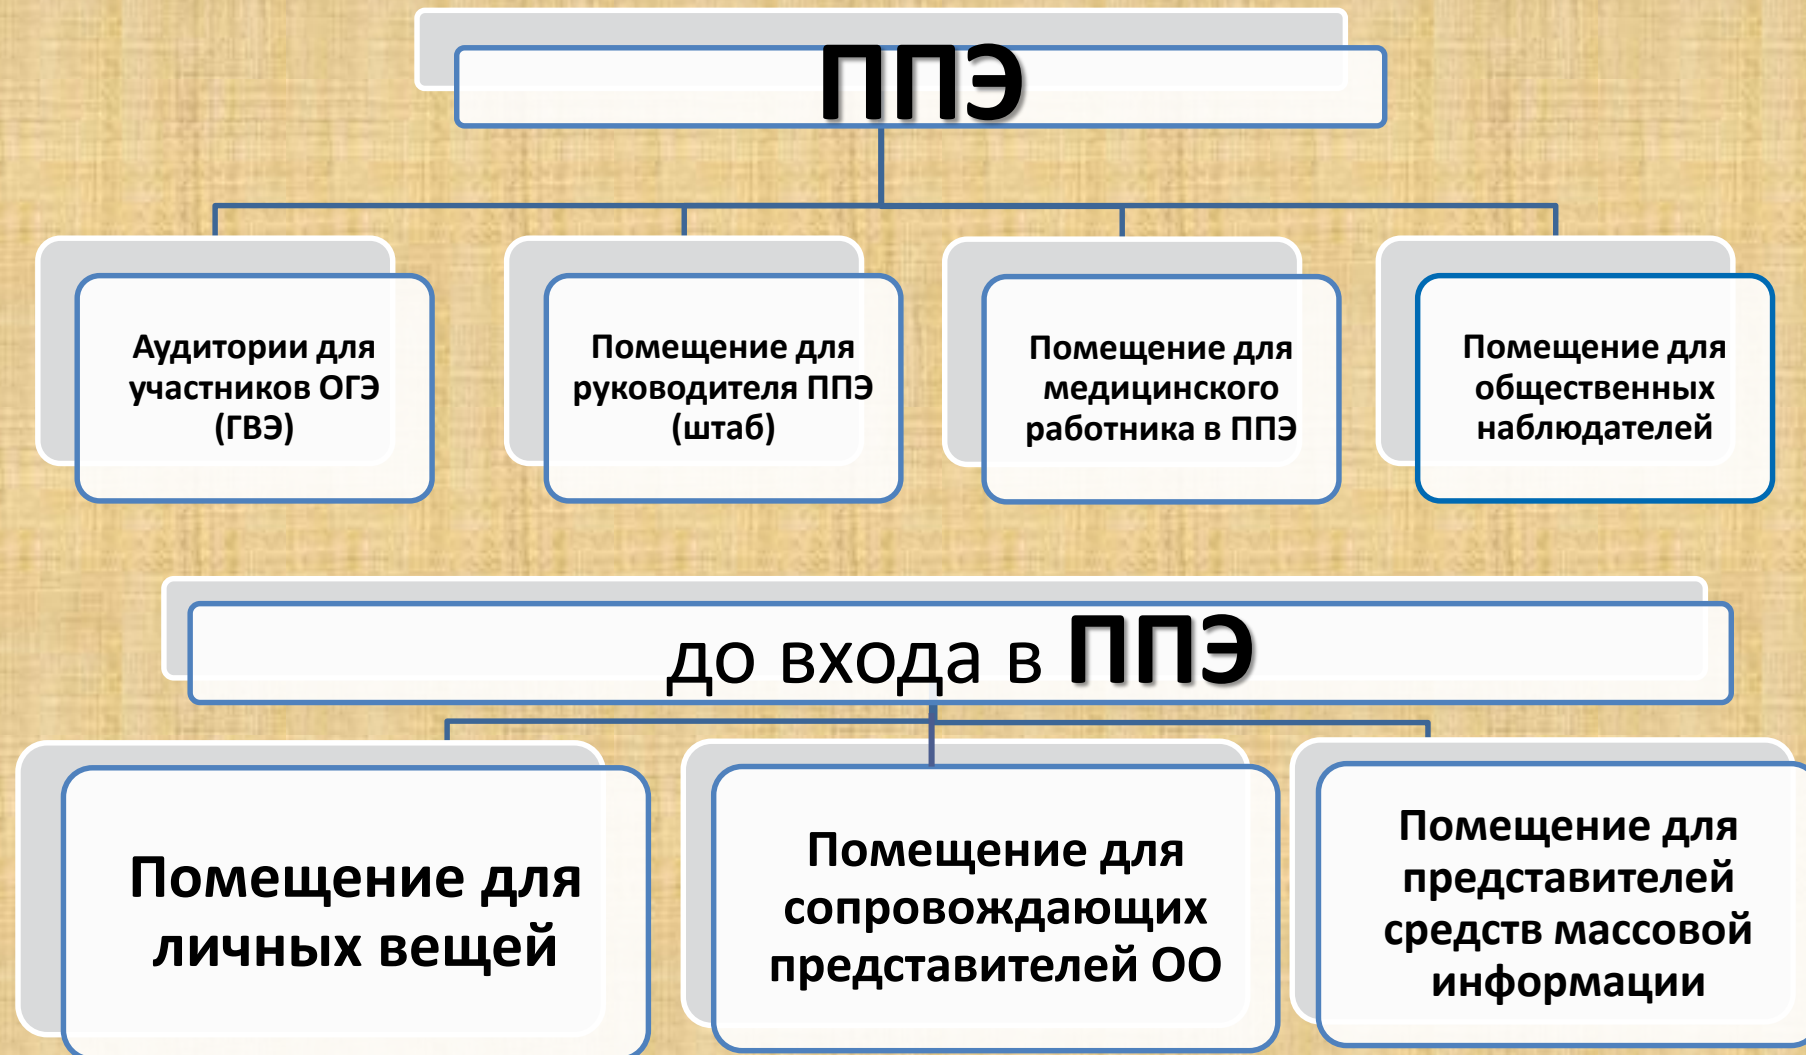 ППЭ
Аудитории для
участников ОГЭ
(ГВЭ)
Помещение для
руководителя ППЭ
(штаб)
Помещение для
медицинского
работника в ППЭ
Помещение для
общественных
наблюдателей
до входа в ППЭ
Помещение для
личных вещей
Помещение для
сопровождающих
представителей ОО
Помещение для
представителей
средств массовой
информации